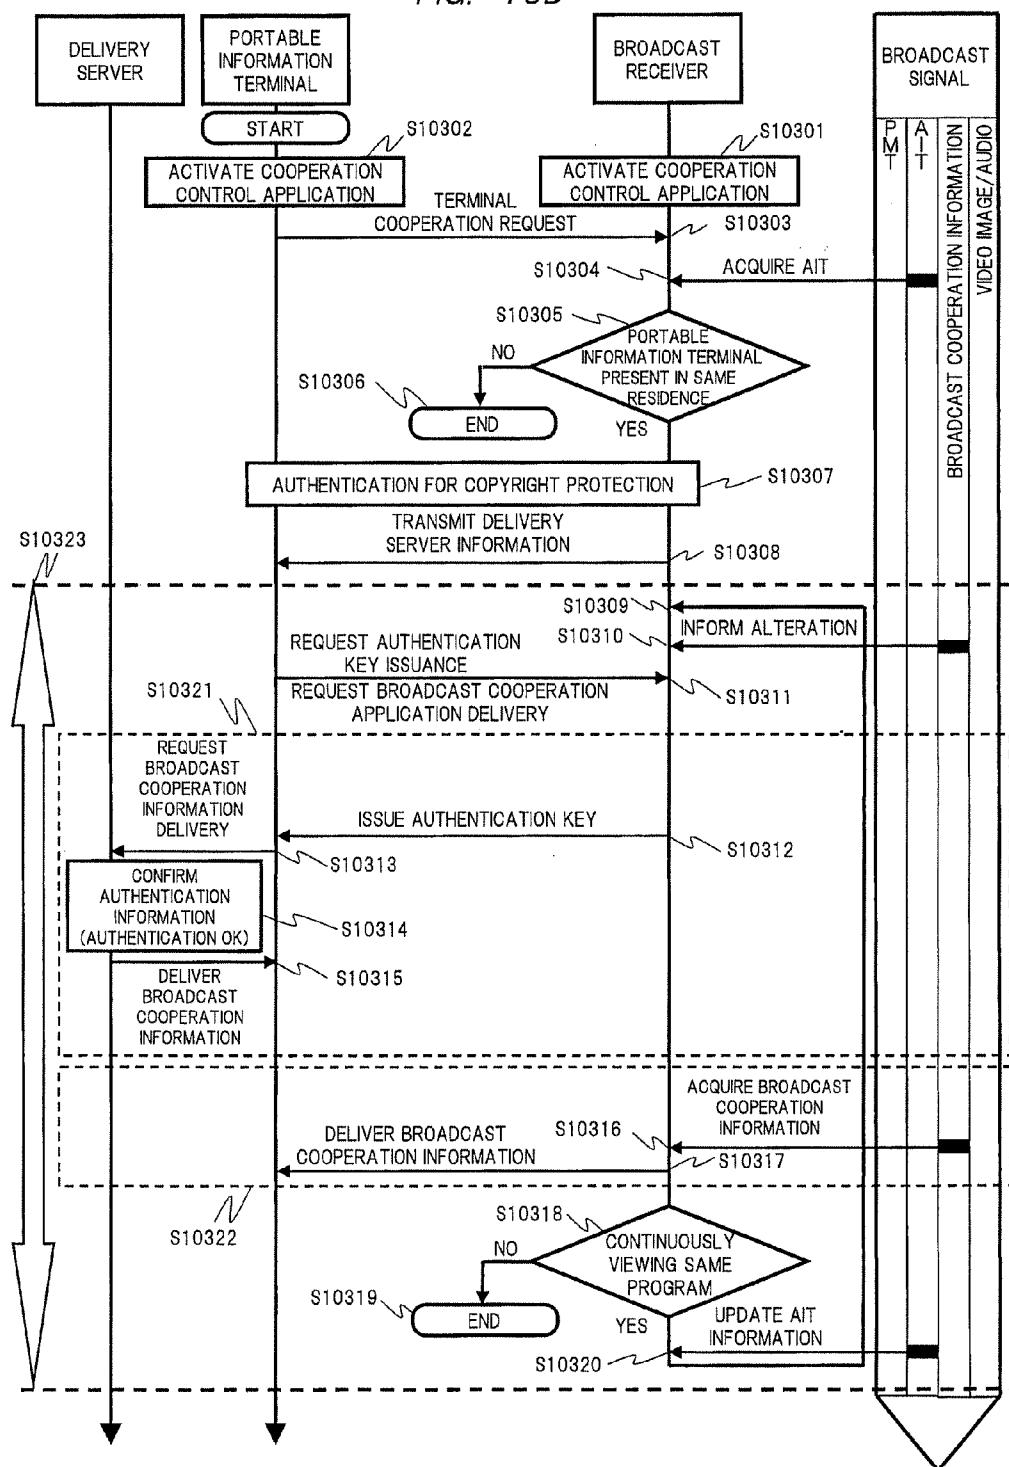 DELIVERY
SERVER
PORTABLE
INFORMATION
TERMINAL
BROADCAST
RECEIVER
BROADCAST
SIGNAL
START
S10302
S10301
PMT
AIT
BROADCAST COOPERATION INFORMATION
VIDEO IMAGE/AUDIO
ACTIVATE COOPERATION
CONTROL APPLICATION
ACTIVATE COOPERATION
CONTROL APPLICATION
TERMINAL
COOPERATION REQUEST
S10303
S10304
ACQUIRE AIT
S10305
PORTABLE
INFORMATION TERMINAL
PRESENT IN SAME
RESIDENCE
NO
S10306
END
YES
AUTHENTICATION FOR COPYRIGHT PROTECTION
S10307
TRANSMIT DELIVERY
SERVER INFORMATION
S10308
S10323
S10309
INFORM ALTERATION
S10310
REQUEST AUTHENTICATION
KEY ISSUANCE
S10311
REQUEST BROADCAST COOPERATION
APPLICATION DELIVERY
S10321
REQUEST
BROADCAST
COOPERATION
INFORMATION
DELIVERY
ISSUE AUTHENTICATION KEY
S10312
S10313
CONFIRM
AUTHENTICATION
INFORMATION
(AUTHENTICATION OK)
S10314
S10315
DELIVER
BROADCAST
COOPERATION
INFORMATION
ACQUIRE BROADCAST
COOPERATION
INFORMATION
S10316
DELIVER BROADCAST
COOPERATION INFORMATION
S10317
S10322
S10318
CONTINUOUSLY
VIEWING SAME
PROGRAM
NO
S10319
END
YES
UPDATE AIT
INFORMATION
S10320